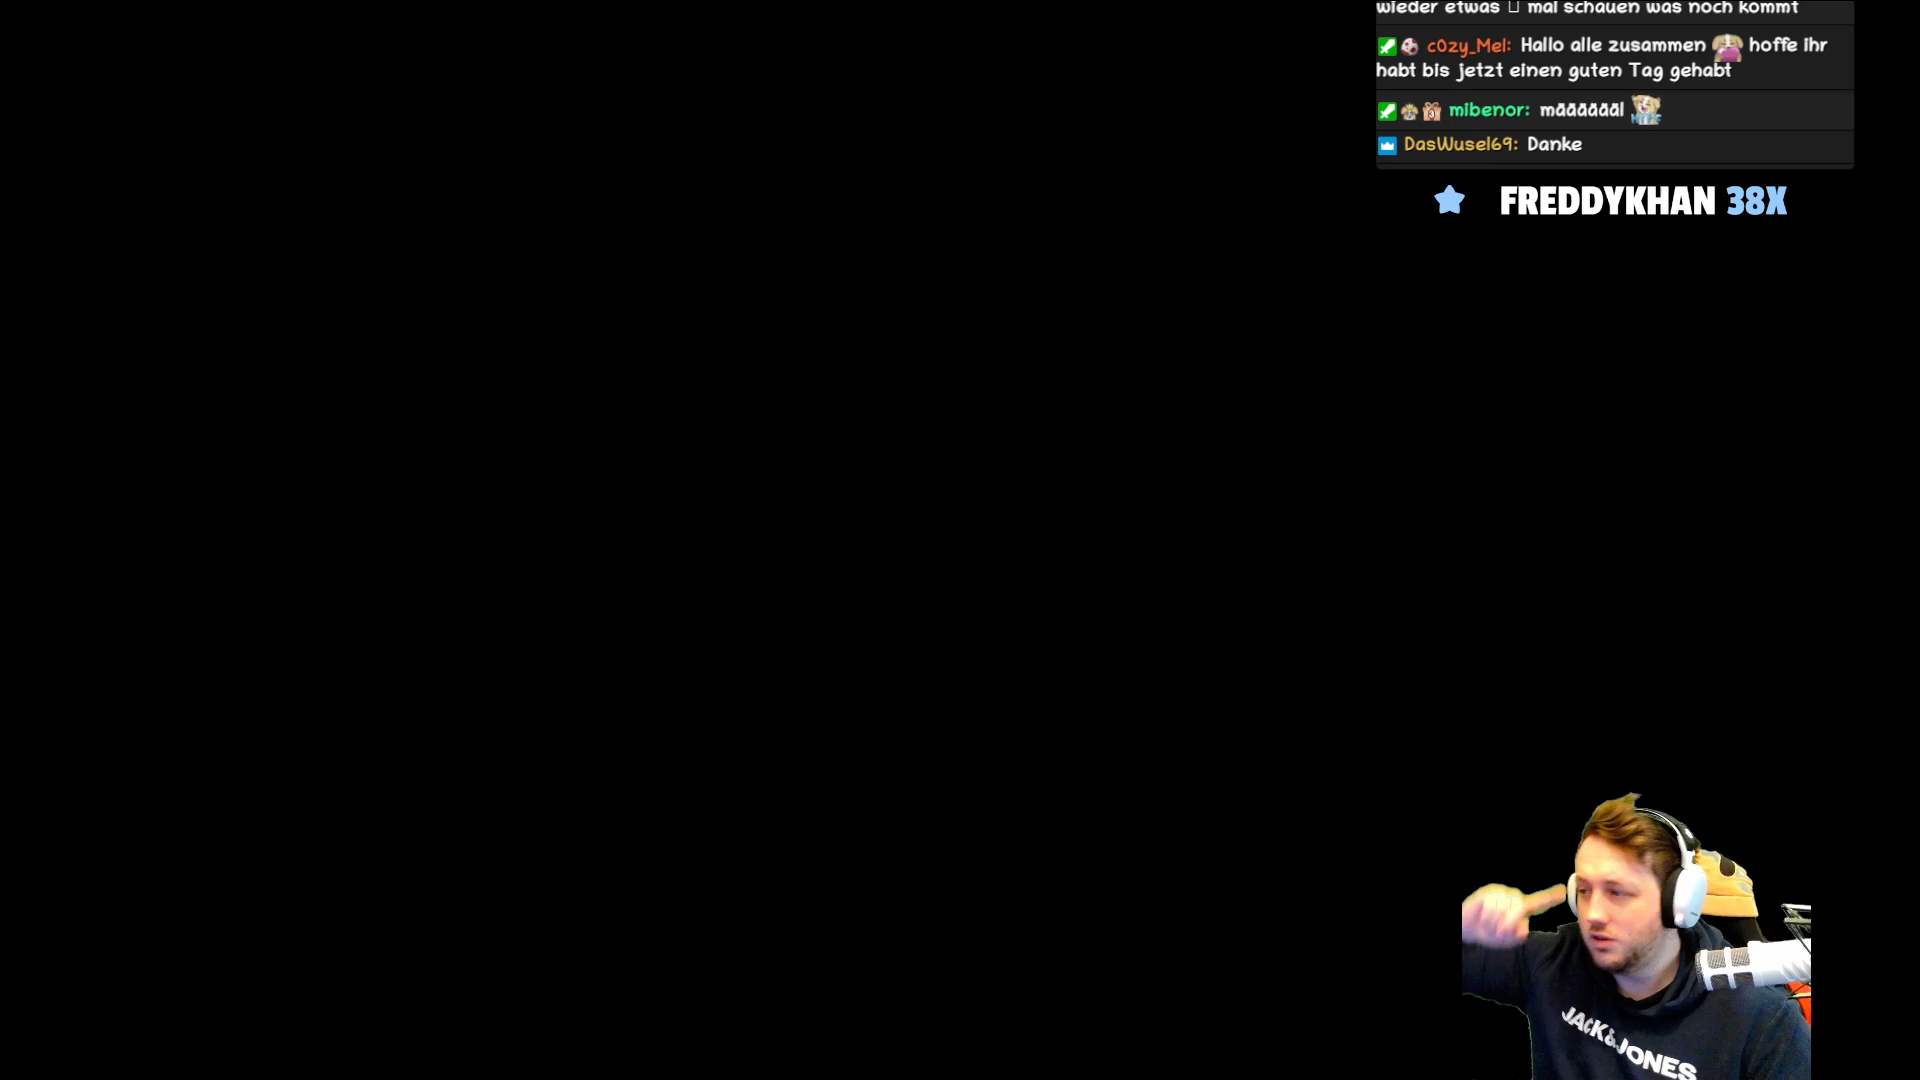 wieder etwas mal schauen was noch kommt
c0zy_Mel: Hallo alle zusammen hoffe ihr
habt bis jetzt einen guten Tag gehabt
mibenor: määääääl
DasWusel69: Danke
FREDDYKHAN 38X
JACK&JONES